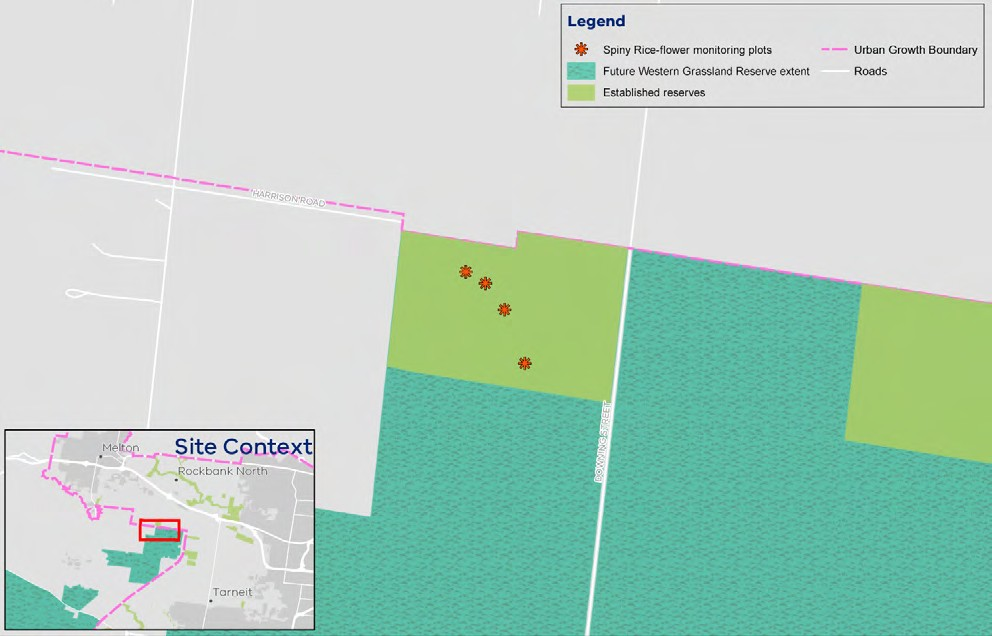 Legend
Spiny Rice-flower monitoring plots
Future Western Grassland Reserve extent
Established reserves
Urban Growth Boundary
Roads
HARRISON ROAD
DOWNING STREET
Site Context
Melton
Rockbank North
Tarneit